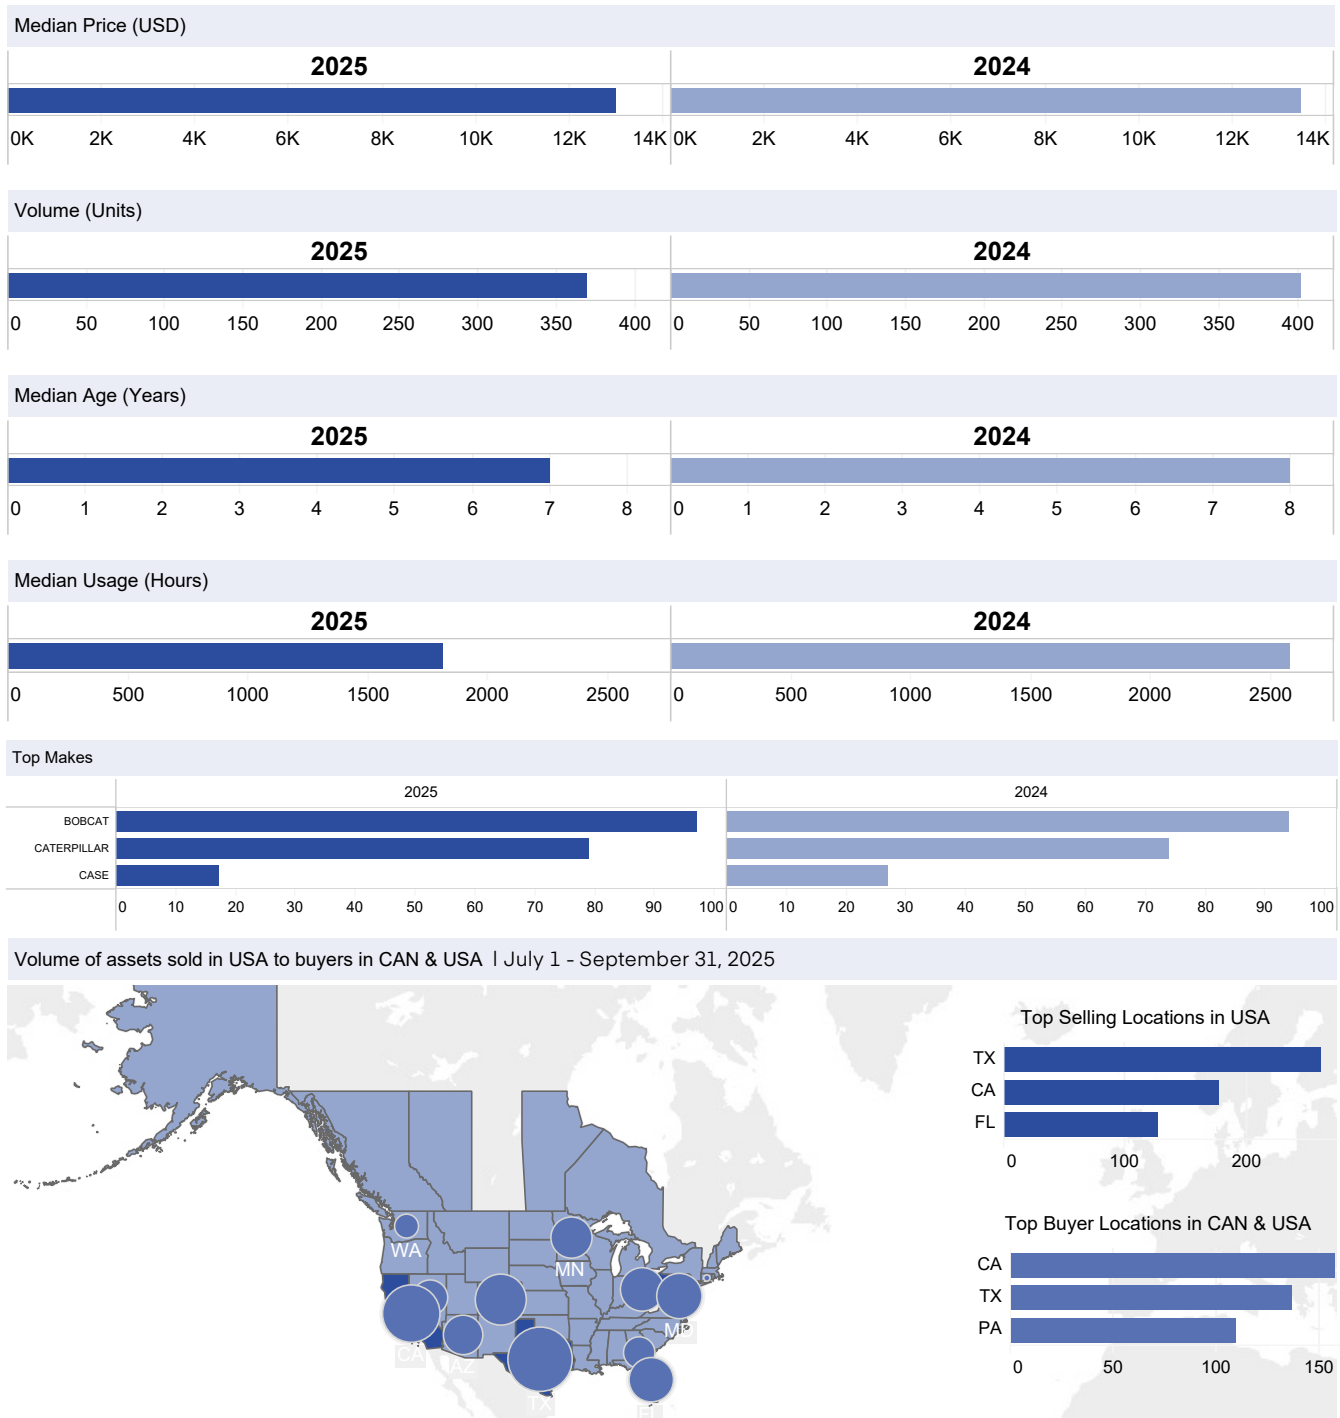 Median Price (USD)
2025 2024
0K 2K 4K 6K 8K 10K 12K 14K 0K 2K 4K 6K 8K 10K 12K 14K
Volume (Units)
2025 2024
0 50 100 150 200 250 300 350 400 0 50 100 150 200 250 300 350 400
Median Age (Years)
2025 2024
0 1 2 3 4 5 6 7 8 0 1 2 3 4 5 6 7 8
Median Usage (Hours)
2025 2024
0 500 1000 1500 2000 2500 0 500 1000 1500 2000 2500
Top Makes
2025 2024
BOBCAT
CATERPILLAR
CASE
0 10 20 30 40 50 60 70 80 90 100 0 10 20 30 40 50 60 70 80 90 100
Volume of assets sold in USA to buyers in CAN & USA | July 1 - September 31, 2025
Top Selling Locations in USA
TX
CA
FL
0 100 200
Top Buyer Locations in CAN & USA
CA
TX
PA
0 50 100 150
WA
MN
MD
CA
AZ
TX
FL